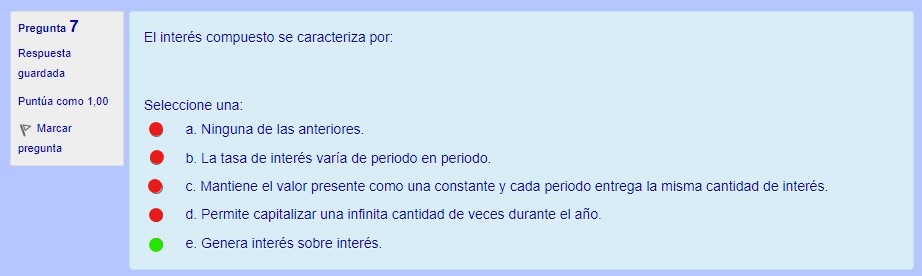 Pregunta 7
Respuesta
guardada
Puntúa como 1,00
Marcar
pregunta
El interés compuesto se caracteriza por:
Seleccione una:
a. Ninguna de las anteriores.
b. La tasa de interés varía de periodo en periodo.
c. Mantiene el valor presente como una constante y cada periodo entrega la misma cantidad de interés.
d. Permite capitalizar una infinita cantidad de veces durante el año.
e. Genera interés sobre interés.